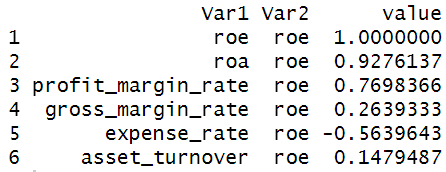 Var1 Var2 value
1 roe roe 1.0000000
2 roa roe 0.9276137
3 profit_margin_rate roe 0.7698366
4 gross_margin_rate roe 0.2639333
5 expense_rate roe -0.5639643
6 asset_turnover roe 0.1479487